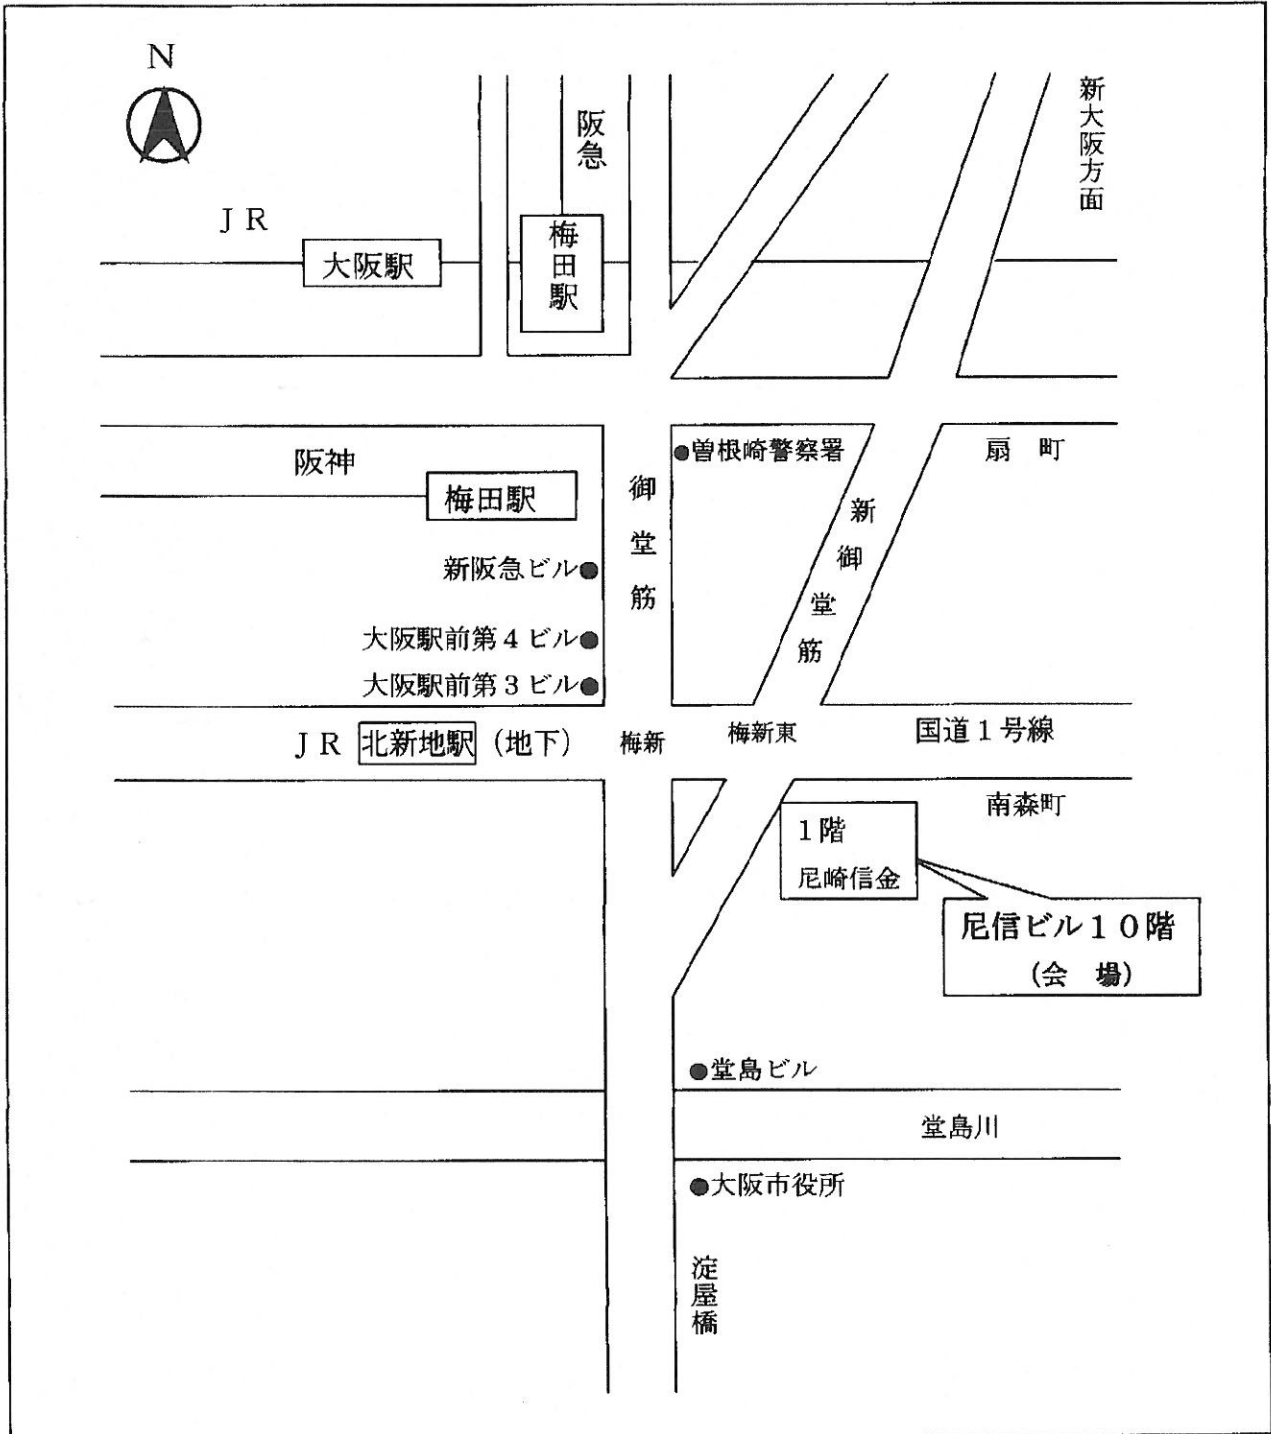 N
阪急
新大阪方面
ＪＲ
大阪駅
梅田駅
阪神
梅田駅
●曽根崎警察署
扇　町
御堂筋
新御堂筋
新阪急ビル●
大阪駅前第４ビル●
大阪駅前第３ビル●
ＪＲ 北新地駅（地下）
梅新
梅新東
国道１号線
南森町
１階
尼崎信金
尼信ビル１０階
（会　場）
●堂島ビル
堂島川
●大阪市役所
淀屋橋